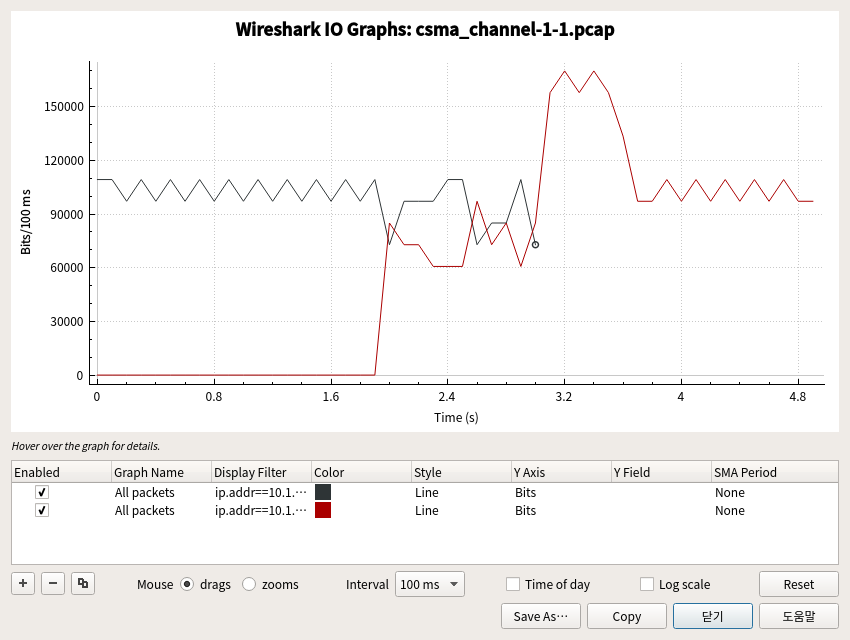 Wireshark IO Graphs: csma_channel-1-1.pcap
150000
120000
90000
60000
30000
0
Bits/100 ms
0 0.8 1.6 2.4 3.2 4 4.8
Time (s)
Hover over the graph for details.
Enabled Graph Name Display Filter Color Style Y Axis Y Field SMA Period
All packets ip.addr==10.1.⋯ Line Bits None
All packets ip.addr==10.1.⋯ Line Bits None
Mouse drags zooms Interval 100 ms Time of day Log scale Reset
Save As⋯ Copy 닫기 도움말